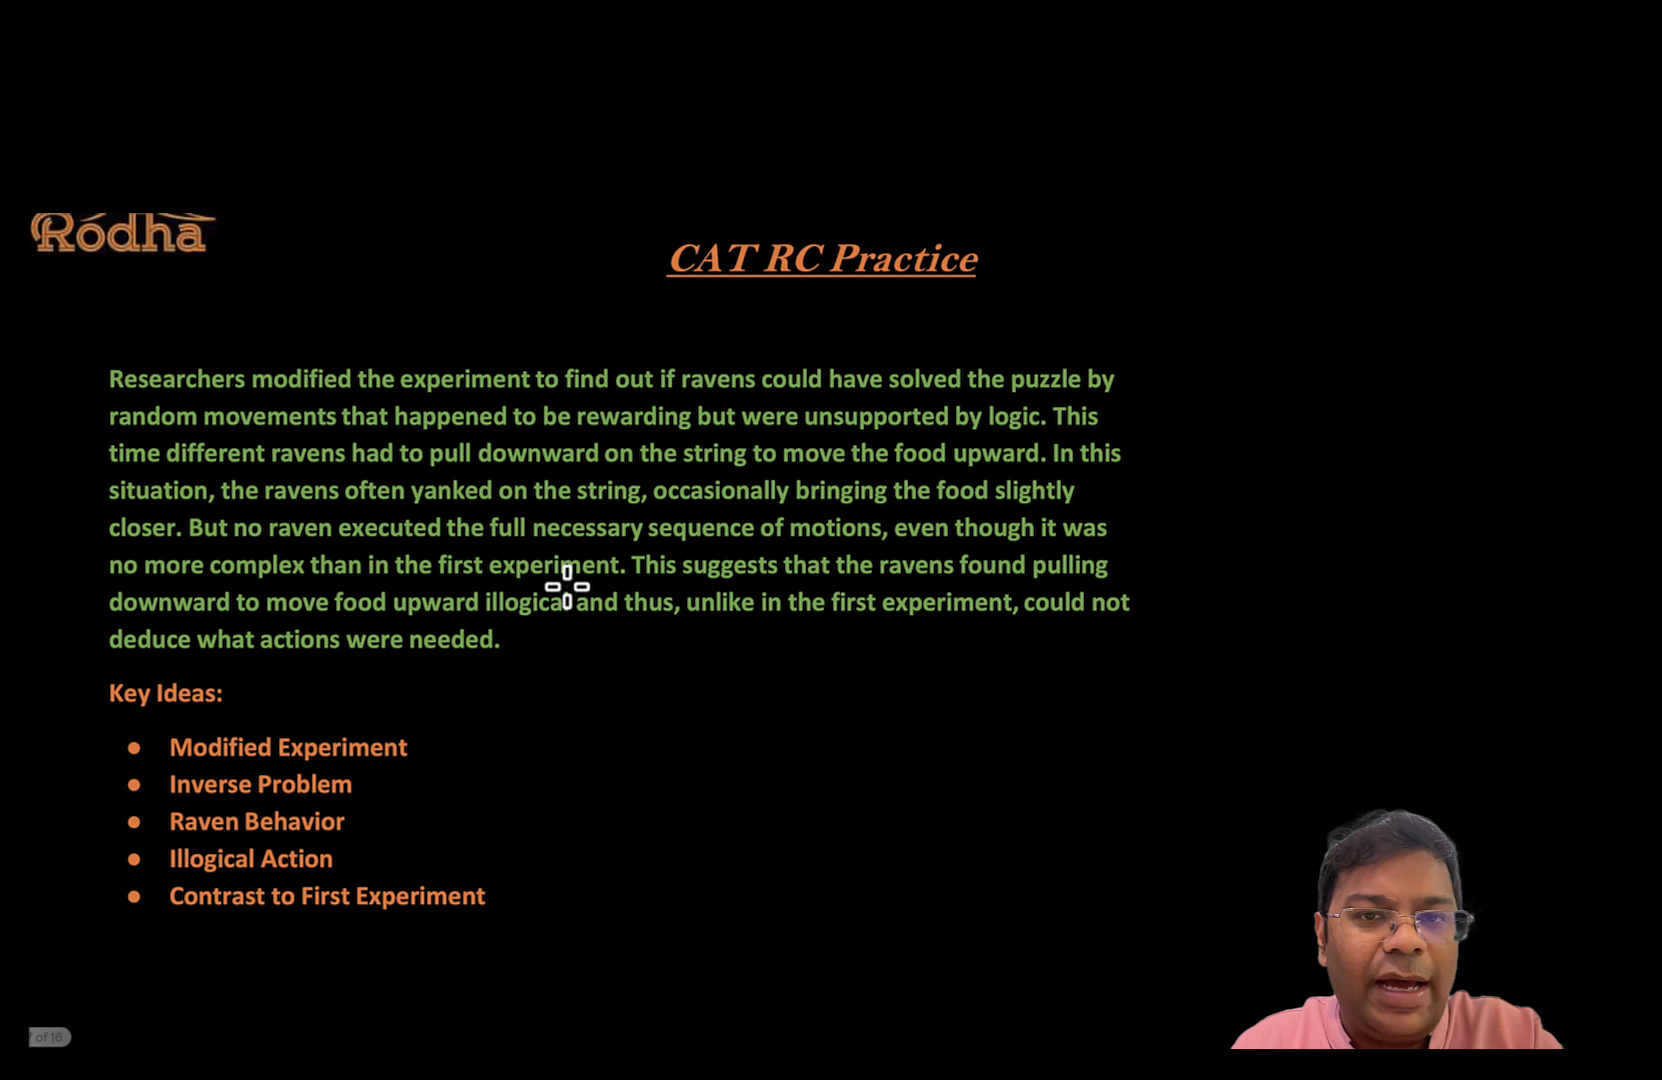 Rodha
CAT RC Practice
Researchers modified the experiment to find out if ravens could have solved the puzzle by
random movements that happened to be rewarding but were unsupported by logic. This
time different ravens had to pull downward on the string to move the food upward. In this
situation, the ravens often yanked on the string, occasionally bringing the food slightly
closer. But no raven executed the full necessary sequence of motions, even though it was
no more complex than in the first experiment. This suggests that the ravens found pulling
downward to move food upward illogical and thus, unlike in the first experiment, could not
deduce what actions were needed.
Key Ideas:
● Modified Experiment
● Inverse Problem
● Raven Behavior
● Illogical Action
● Contrast to First Experiment
of 16